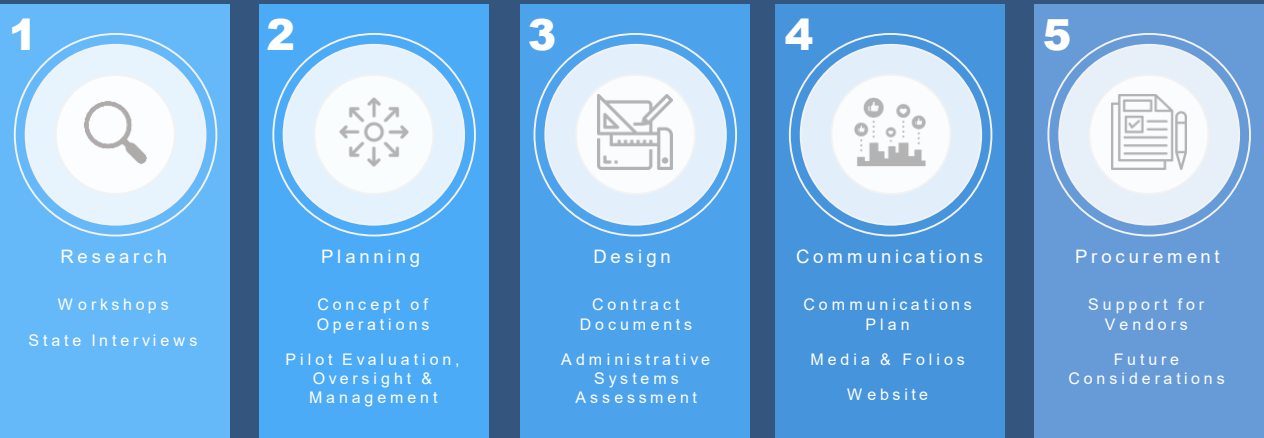 1
Research
Workshops
State Interviews
2
Planning
Concept of
Operations
Pilot Evaluation,
Oversight &
Management
3
Design
Contract
Documents
Administrative
Systems
Assessment
4
Communications
Communications
Plan
Media & Folios
Website
5
Procurement
Support for
Vendors
Future
Considerations